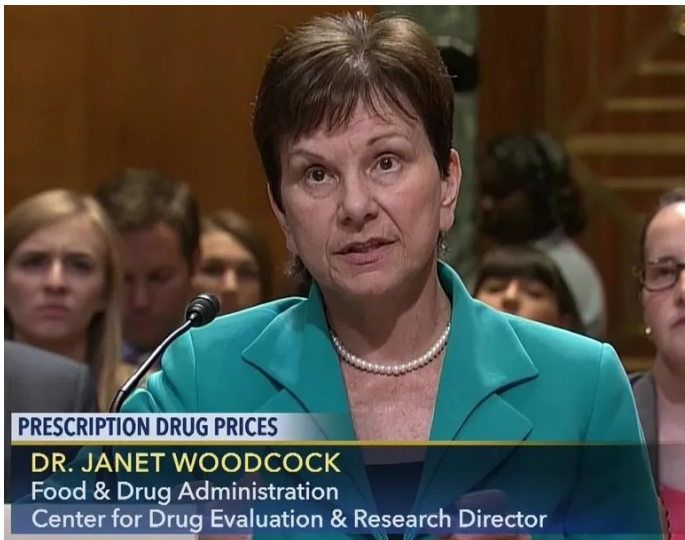 PRESCRIPTION DRUG PRICES
DR. JANET WOODCOCK
Food & Drug Administration
Center for Drug Evaluation & Research Director